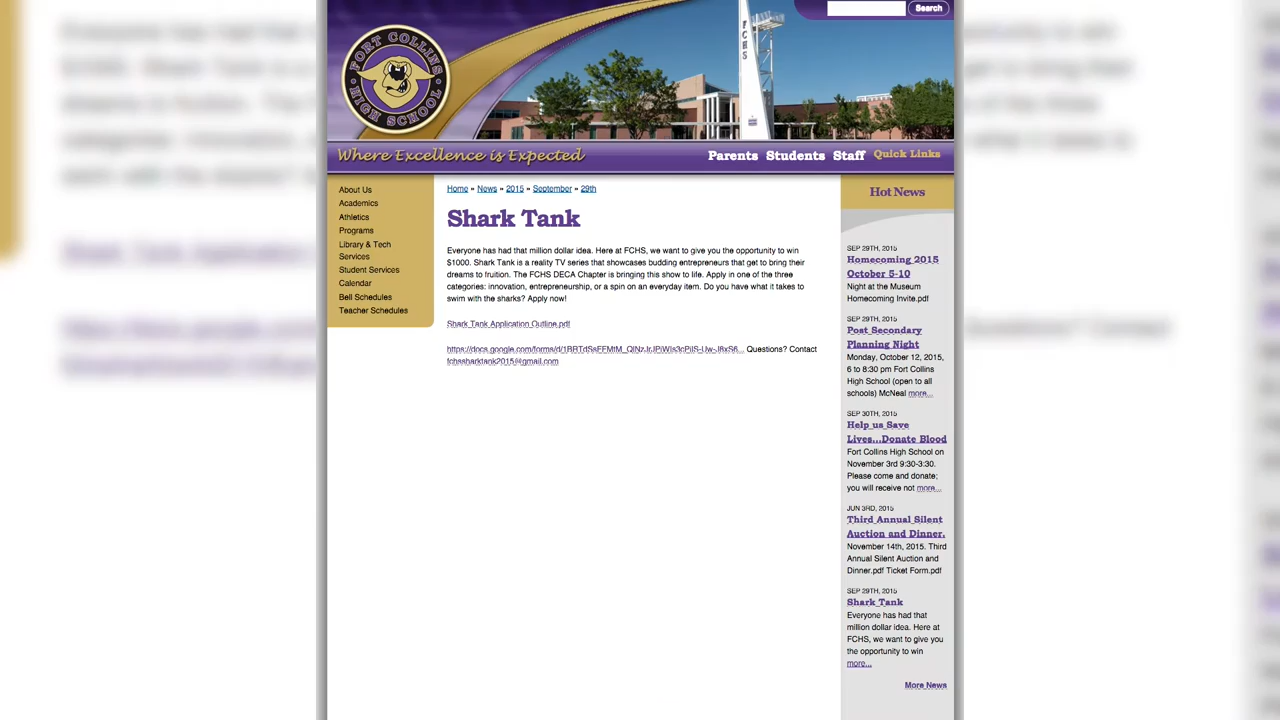 Search
FORT COLLINS
HIGH SCHOOL
FCHS
Where Excellence is Expected
Parents Students Staff Quick Links
About Us
Academics
Athletics
Programs
Library & Tech
Services
Student Services
Calendar
Bell Schedules
Teacher Schedules
Home » News » 2015 » September » 29th
Shark Tank
Everyone has had that million dollar idea. Here at FCHS, we want to give you the opportunity to win
$1000. Shark Tank is a reality TV series that showcases budding entrepreneurs that get to bring their
dreams to fruition. The FCHS DECA Chapter is bringing this show to life. Apply in one of the three
categories: innovation, entrepreneurship, or a spin on an everyday item. Do you have what it takes to
swim with the sharks? Apply now!
Shark Tank Application Outline.pdf
Questions? Contact
fchssharktank2015@gmail.com
Hot News
SEP 29TH, 2015
Homecoming 2015
October 5-10
Night at the Museum
Homecoming Invite.pdf
SEP 29TH, 2015
Post Secondary
Planning Night
Monday, October 12, 2015,
6 to 8:30 pm Fort Collins
High School (open to all
schools) McNeal more...
SEP 30TH, 2015
Help us Save
Lives...Donate Blood
Fort Collins High School on
November 3rd 9:30-3:30.
Please come and donate;
you will receive not more...
JUN 3RD, 2015
Third Annual Silent
Auction and Dinner.
November 14th, 2015. Third
Annual Silent Auction and
Dinner.pdf Ticket Form.pdf
SEP 29TH, 2015
Shark Tank
Everyone has had that
million dollar idea. Here at
FCHS, we want to give you
the opportunity to win
more...
More News